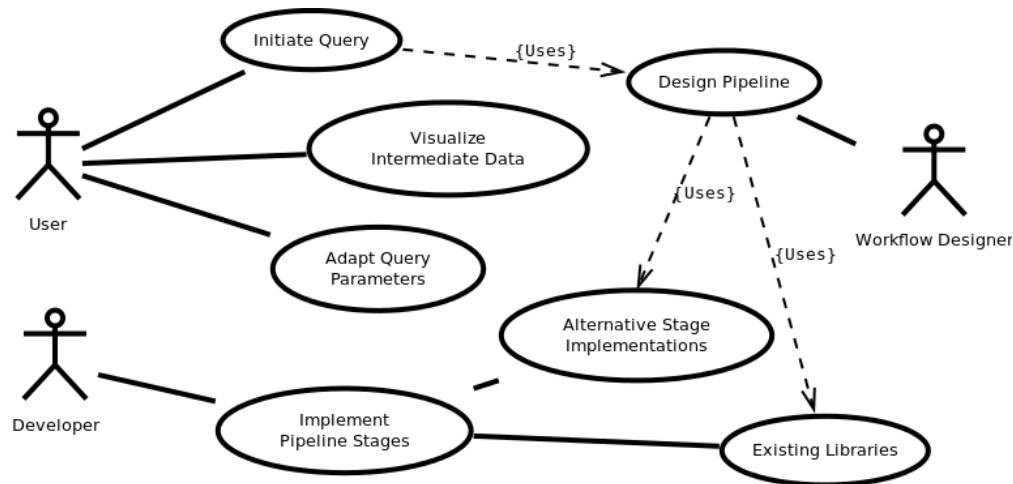 Initiate Query
{Uses}
Design Pipeline
Visualize
Intermediate Data
User
Workflow Designer
{Uses}
{Uses}
Adapt Query
Parameters
Alternative Stage
Implementations
Developer
Implement
Pipeline Stages
Existing Libraries